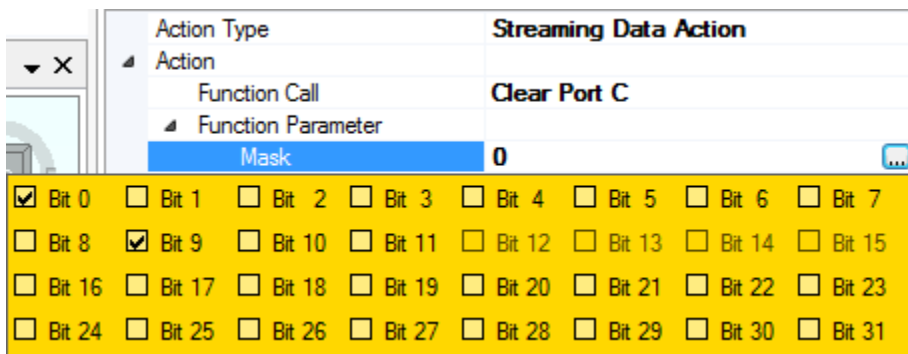 Action Type Streaming Data Action
Action
Function Call Clear Port C
Function Parameter
Mask 0 ...
Bit 0 Bit 1 Bit 2 Bit 3 Bit 4 Bit 5 Bit 6 Bit 7
Bit 8 Bit 9 Bit 10 Bit 11 Bit 12 Bit 13 Bit 14 Bit 15
Bit 16 Bit 17 Bit 18 Bit 19 Bit 20 Bit 21 Bit 22 Bit 23
Bit 24 Bit 25 Bit 26 Bit 27 Bit 28 Bit 29 Bit 30 Bit 31